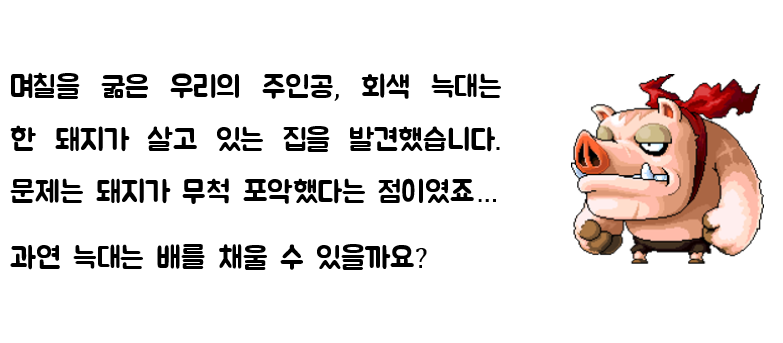 며칠을 굶은 우리의 주인공, 회색 늑대는
한 돼지가 살고 있는 집을 발견했습니다.
문제는 돼지가 무척 포악했다는 점이였죠...
과연 늑대는 배를 채울 수 있을까요?